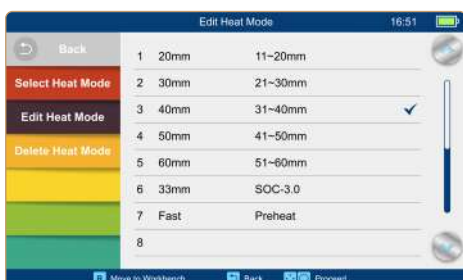 Edit Heat Mode 16:51
Back
Select Heat Mode
Edit Heat Mode
Delete Heat Mode
1 20mm 11~20mm
2 30mm 21~30mm
3 40mm 31~40mm
4 50mm 41~50mm
5 60mm 51~60mm
6 33mm SOC-3.0
7 Fast Preheat
8
R Move to Workbench Back Proceed